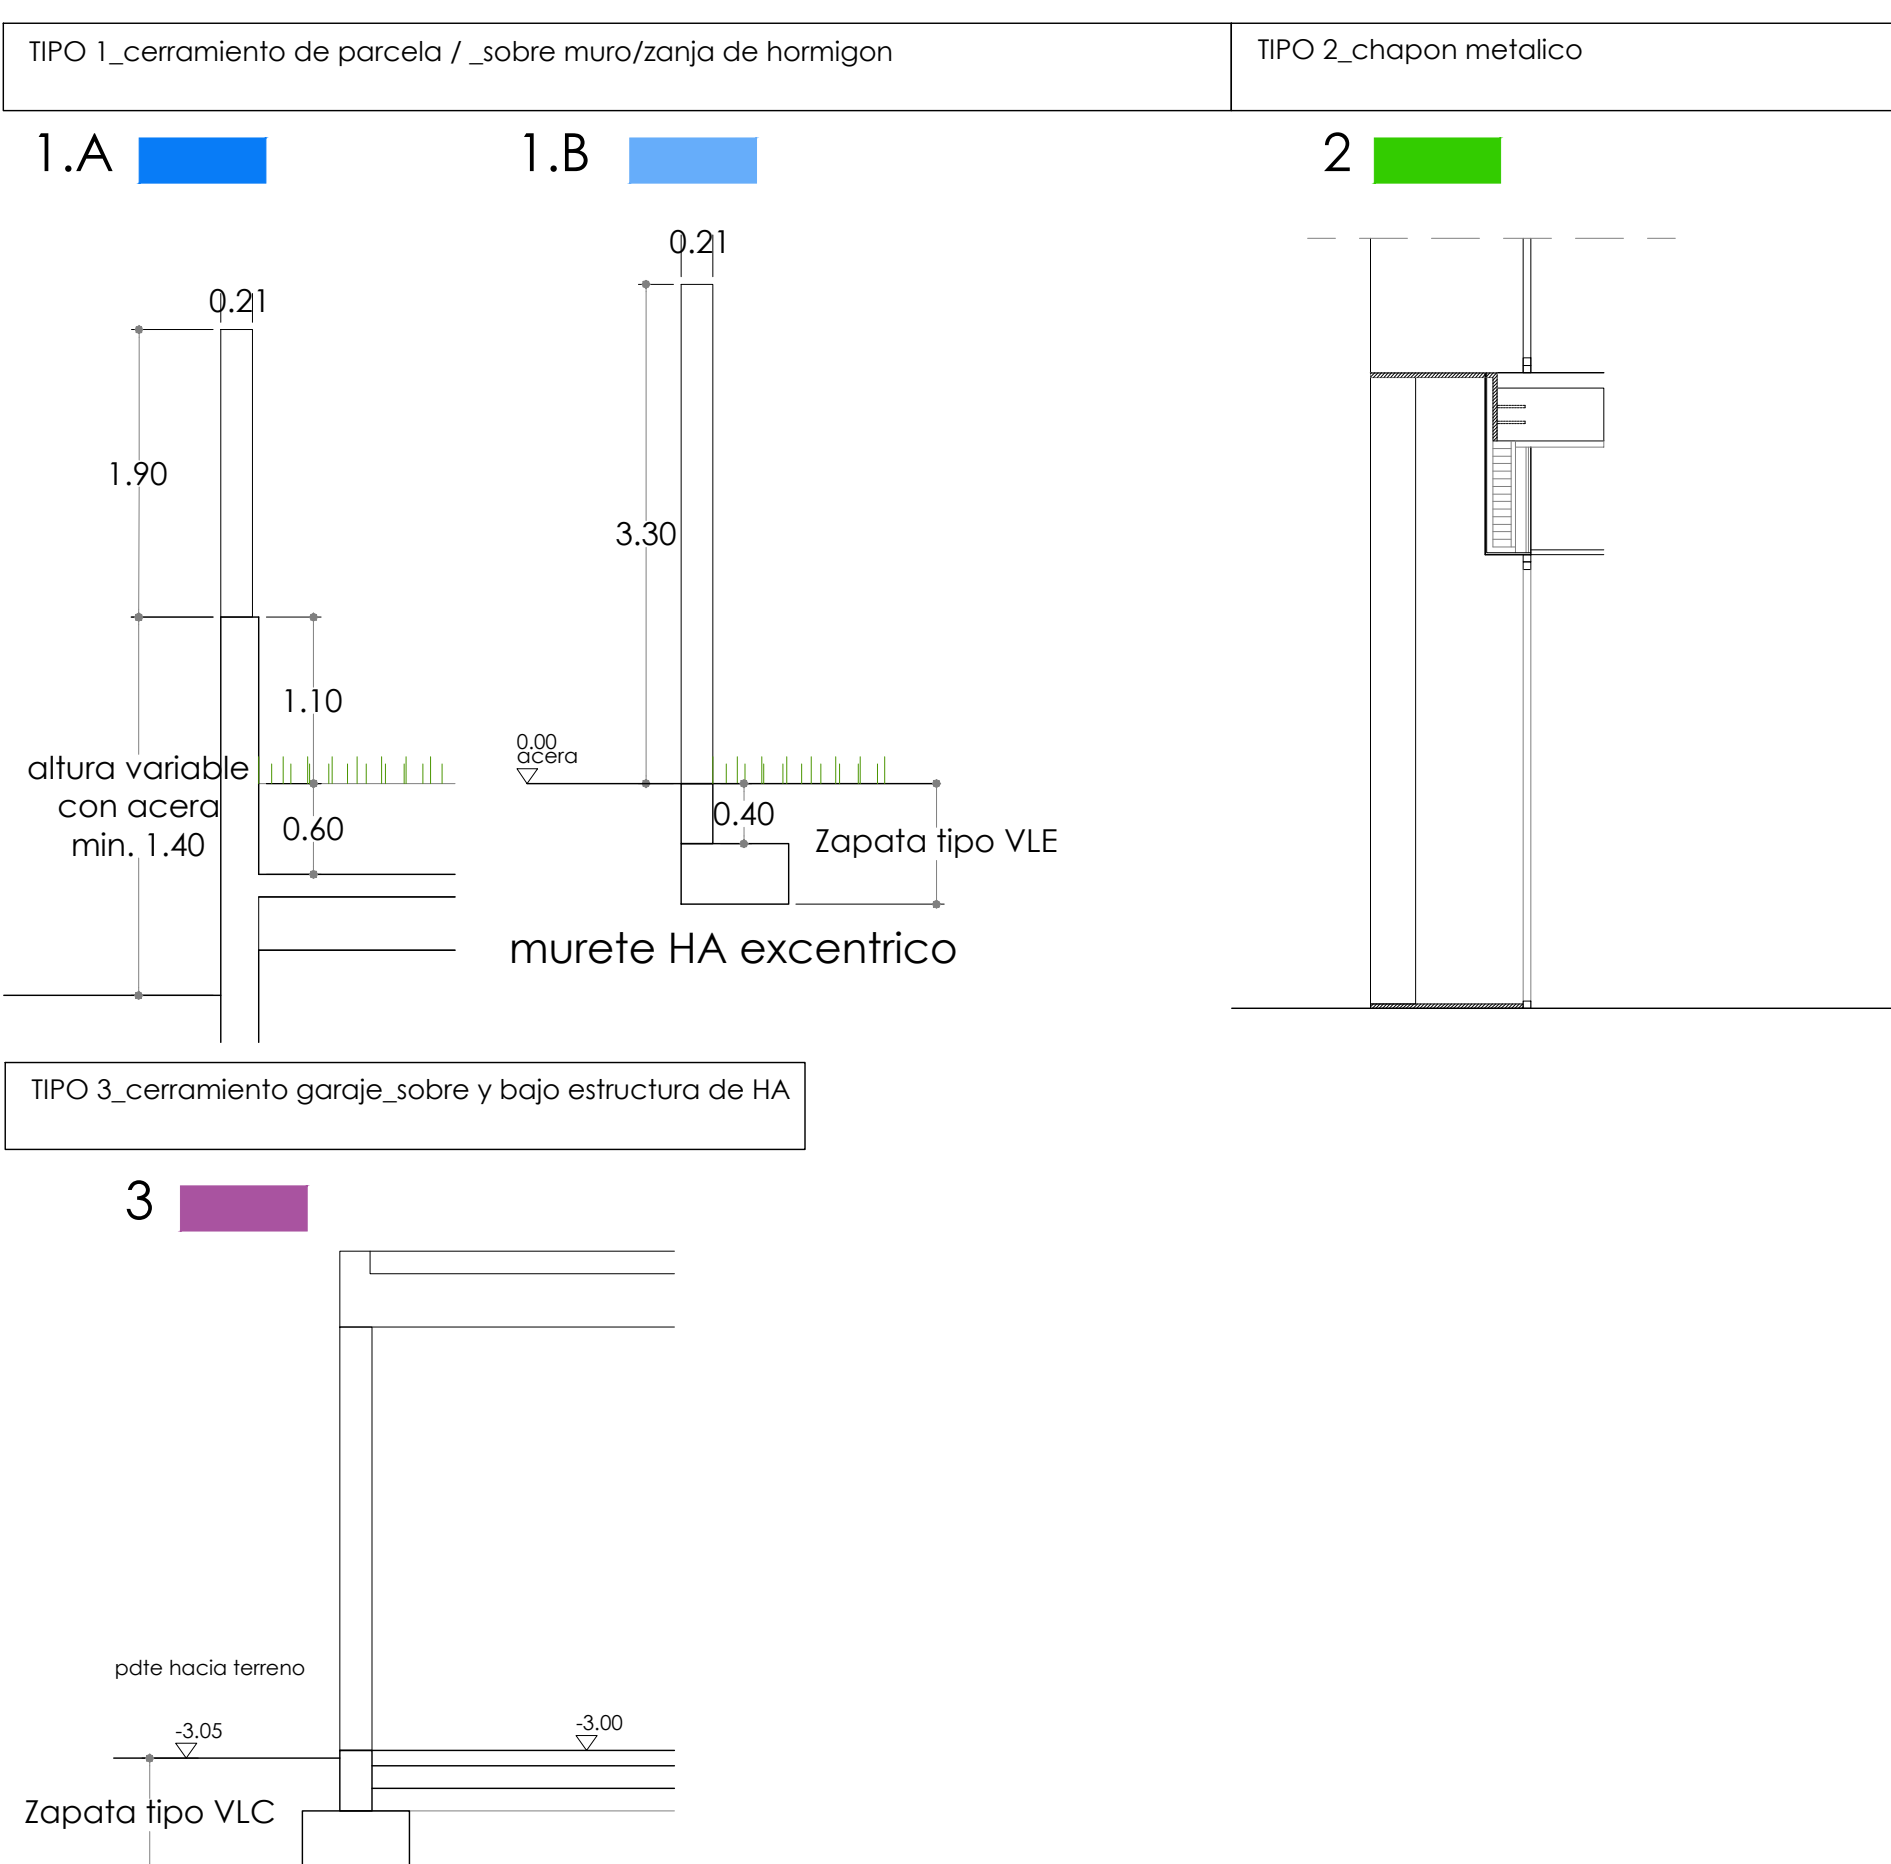 TIPO 1_cerramiento de parcela / _sobre muro/zanja de hormigon
TIPO 2_chapon metalico
1.A
1.B
2
0.21
0.21
1.90
3.30
1.10
0.00
acera
altura variable
con acera
min. 1.40
0.60
0.40
Zapata tipo VLE
murete HA excentrico
TIPO 3_cerramiento garaje_sobre y bajo estructura de HA
3
pdte hacia terreno
-3.05
-3.00
Zapata tipo VLC